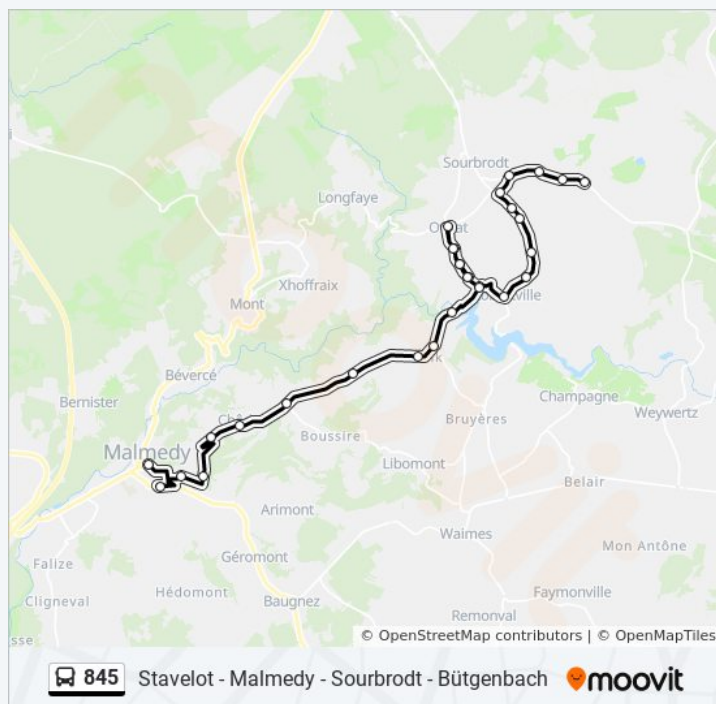 Sourbrodt
Longfaye
Xhoffraix
Mont
Bévercé
Champagne
Bernister
Weywertz
Bruyères
Malmedy
Boussire
Libomont
Belair
Arimont
Waimes
Géromont
Mon Antône
Falize
Hédomont
Faymonville
Cligneval
Baugnez
Remonval
© OpenStreetMap contributors | © OpenMapTiles
845 Stavelot - Malmedy - Sourbrodt - Bütgenbach moovit